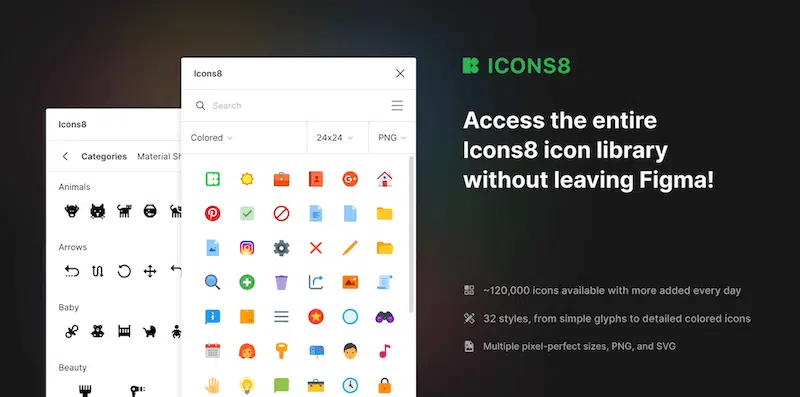 Icons8
Search
Colored
24x24
PNG
Icons8
Categories
Material Sh
Animals
Arrows
Baby
Beauty
ICONS8
Access the entire
Icons8 icon library
without leaving Figma!
~120,000 icons available with more added every day
32 styles, from simple glyphs to detailed colored icons
Multiple pixel-perfect sizes, PNG, and SVG